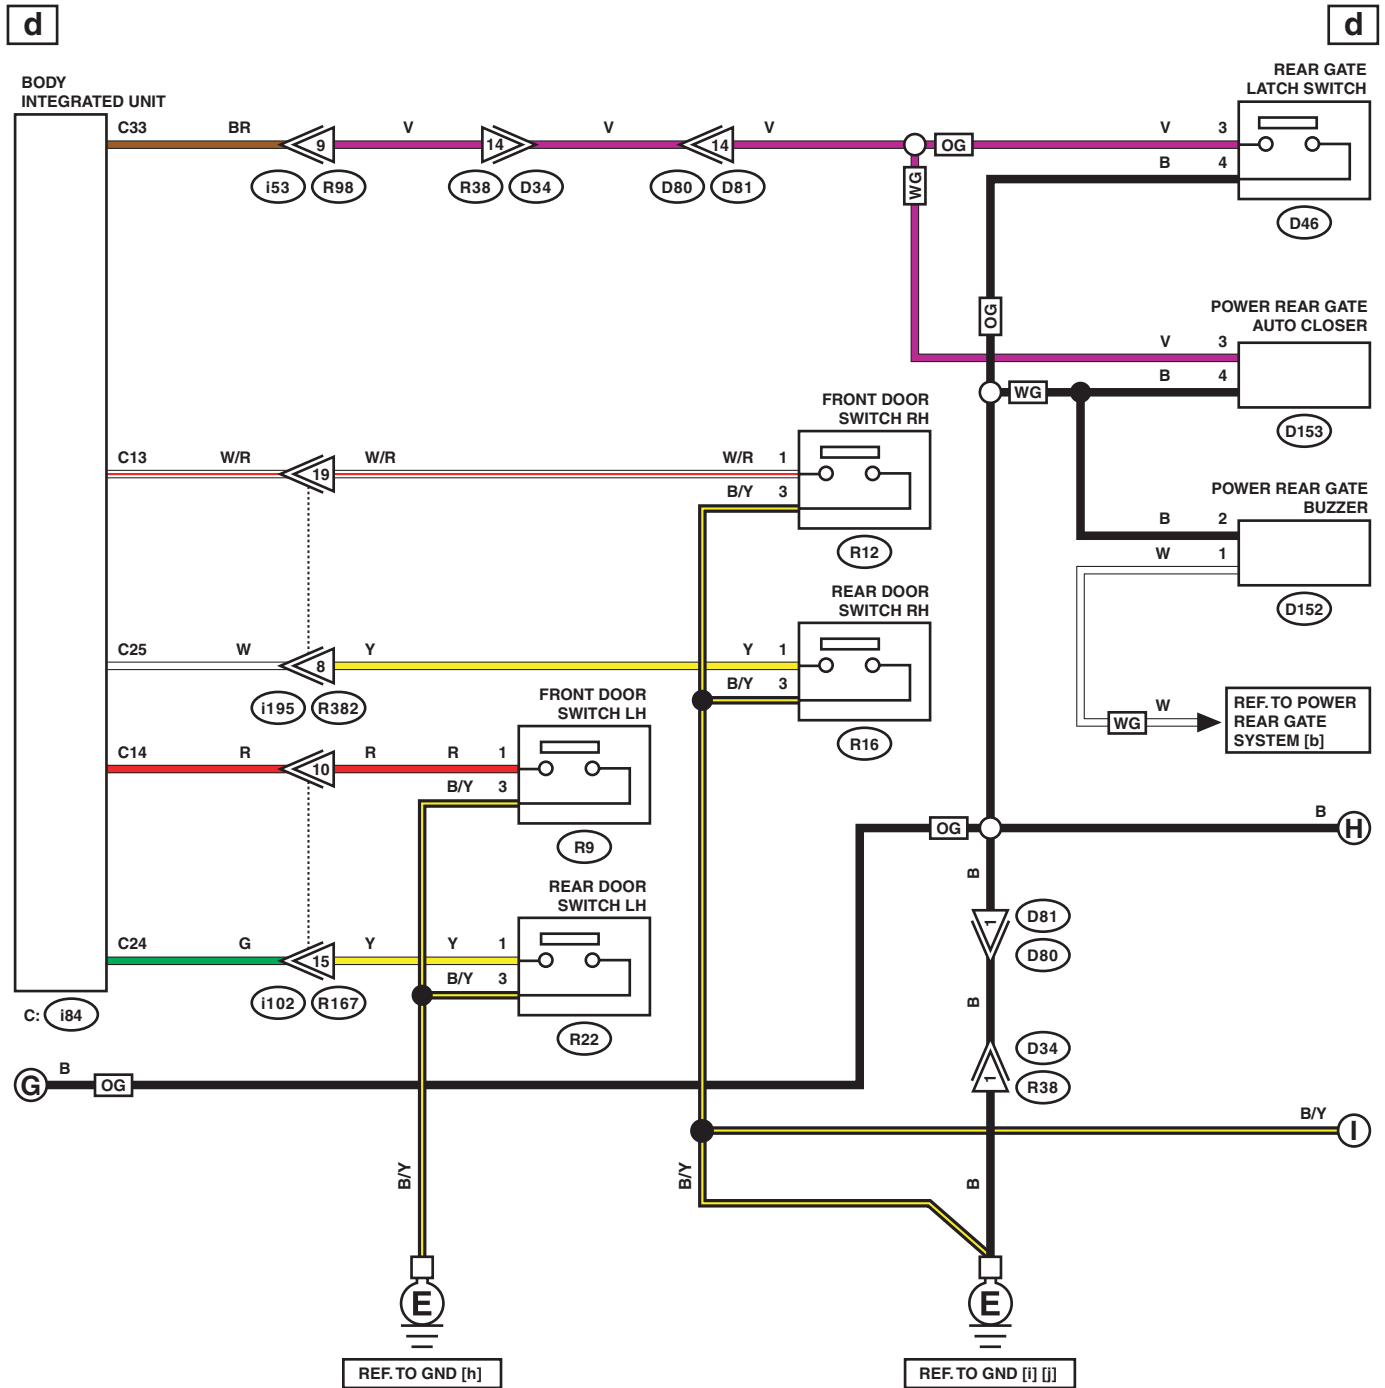 d
d
BODY
INTEGRATED UNIT
REAR GATE
LATCH SWITCH
C33 BR 9 V 14 V 14 V OG V 3
B 4
WG
i53 R98 R38 D34 D80 D81
D46
OG
POWER REAR GATE
AUTO CLOSER
V 3
B 4
WG
D153
FRONT DOOR
SWITCH RH
C13 W/R 19 W/R W/R 1
B/Y 3
R12
POWER REAR GATE
BUZZER
B 2
W 1
D152
REAR DOOR
SWITCH RH
C25 W 8 Y Y 1
B/Y 3
i195 R382
R16
W
WG
REF. TO POWER
REAR GATE
SYSTEM [b]
FRONT DOOR
SWITCH LH
C14 R 10 R R 1
B/Y 3
R9
OG
B
H
REAR DOOR
SWITCH LH
C24 G 15 Y Y 1
B/Y 3
i102 R167
R22
C: i84
B
1
D81
D80
B
D34
1
R38
G B OG
B/Y
I
B/Y
B/Y
B
E
E
REF. TO GND [h]
REF. TO GND [i] [j]